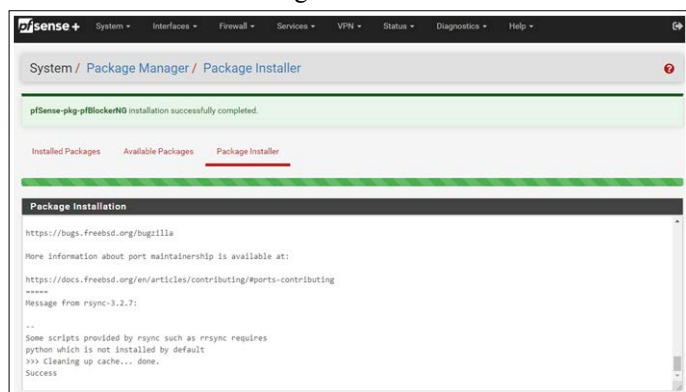 pfsense + System Interfaces Firewall Services VPN Status Diagnostics Help
System / Package Manager / Package Installer
pfSense-pkg-pfBlockerNG installation successfully completed.
Installed Packages Available Packages Package Installer
Package Installation
https://bugs.freebsd.org/bugzilla
More information about port maintainership is available at:
https://docs.freebsd.org/en/articles/contributing/#ports-contributing
=====
Message from rsync-3.2.7:
--
Some scripts provided by rsync such as rrsync requires
python which is not installed by default
>>> Cleaning up cache... done.
Success